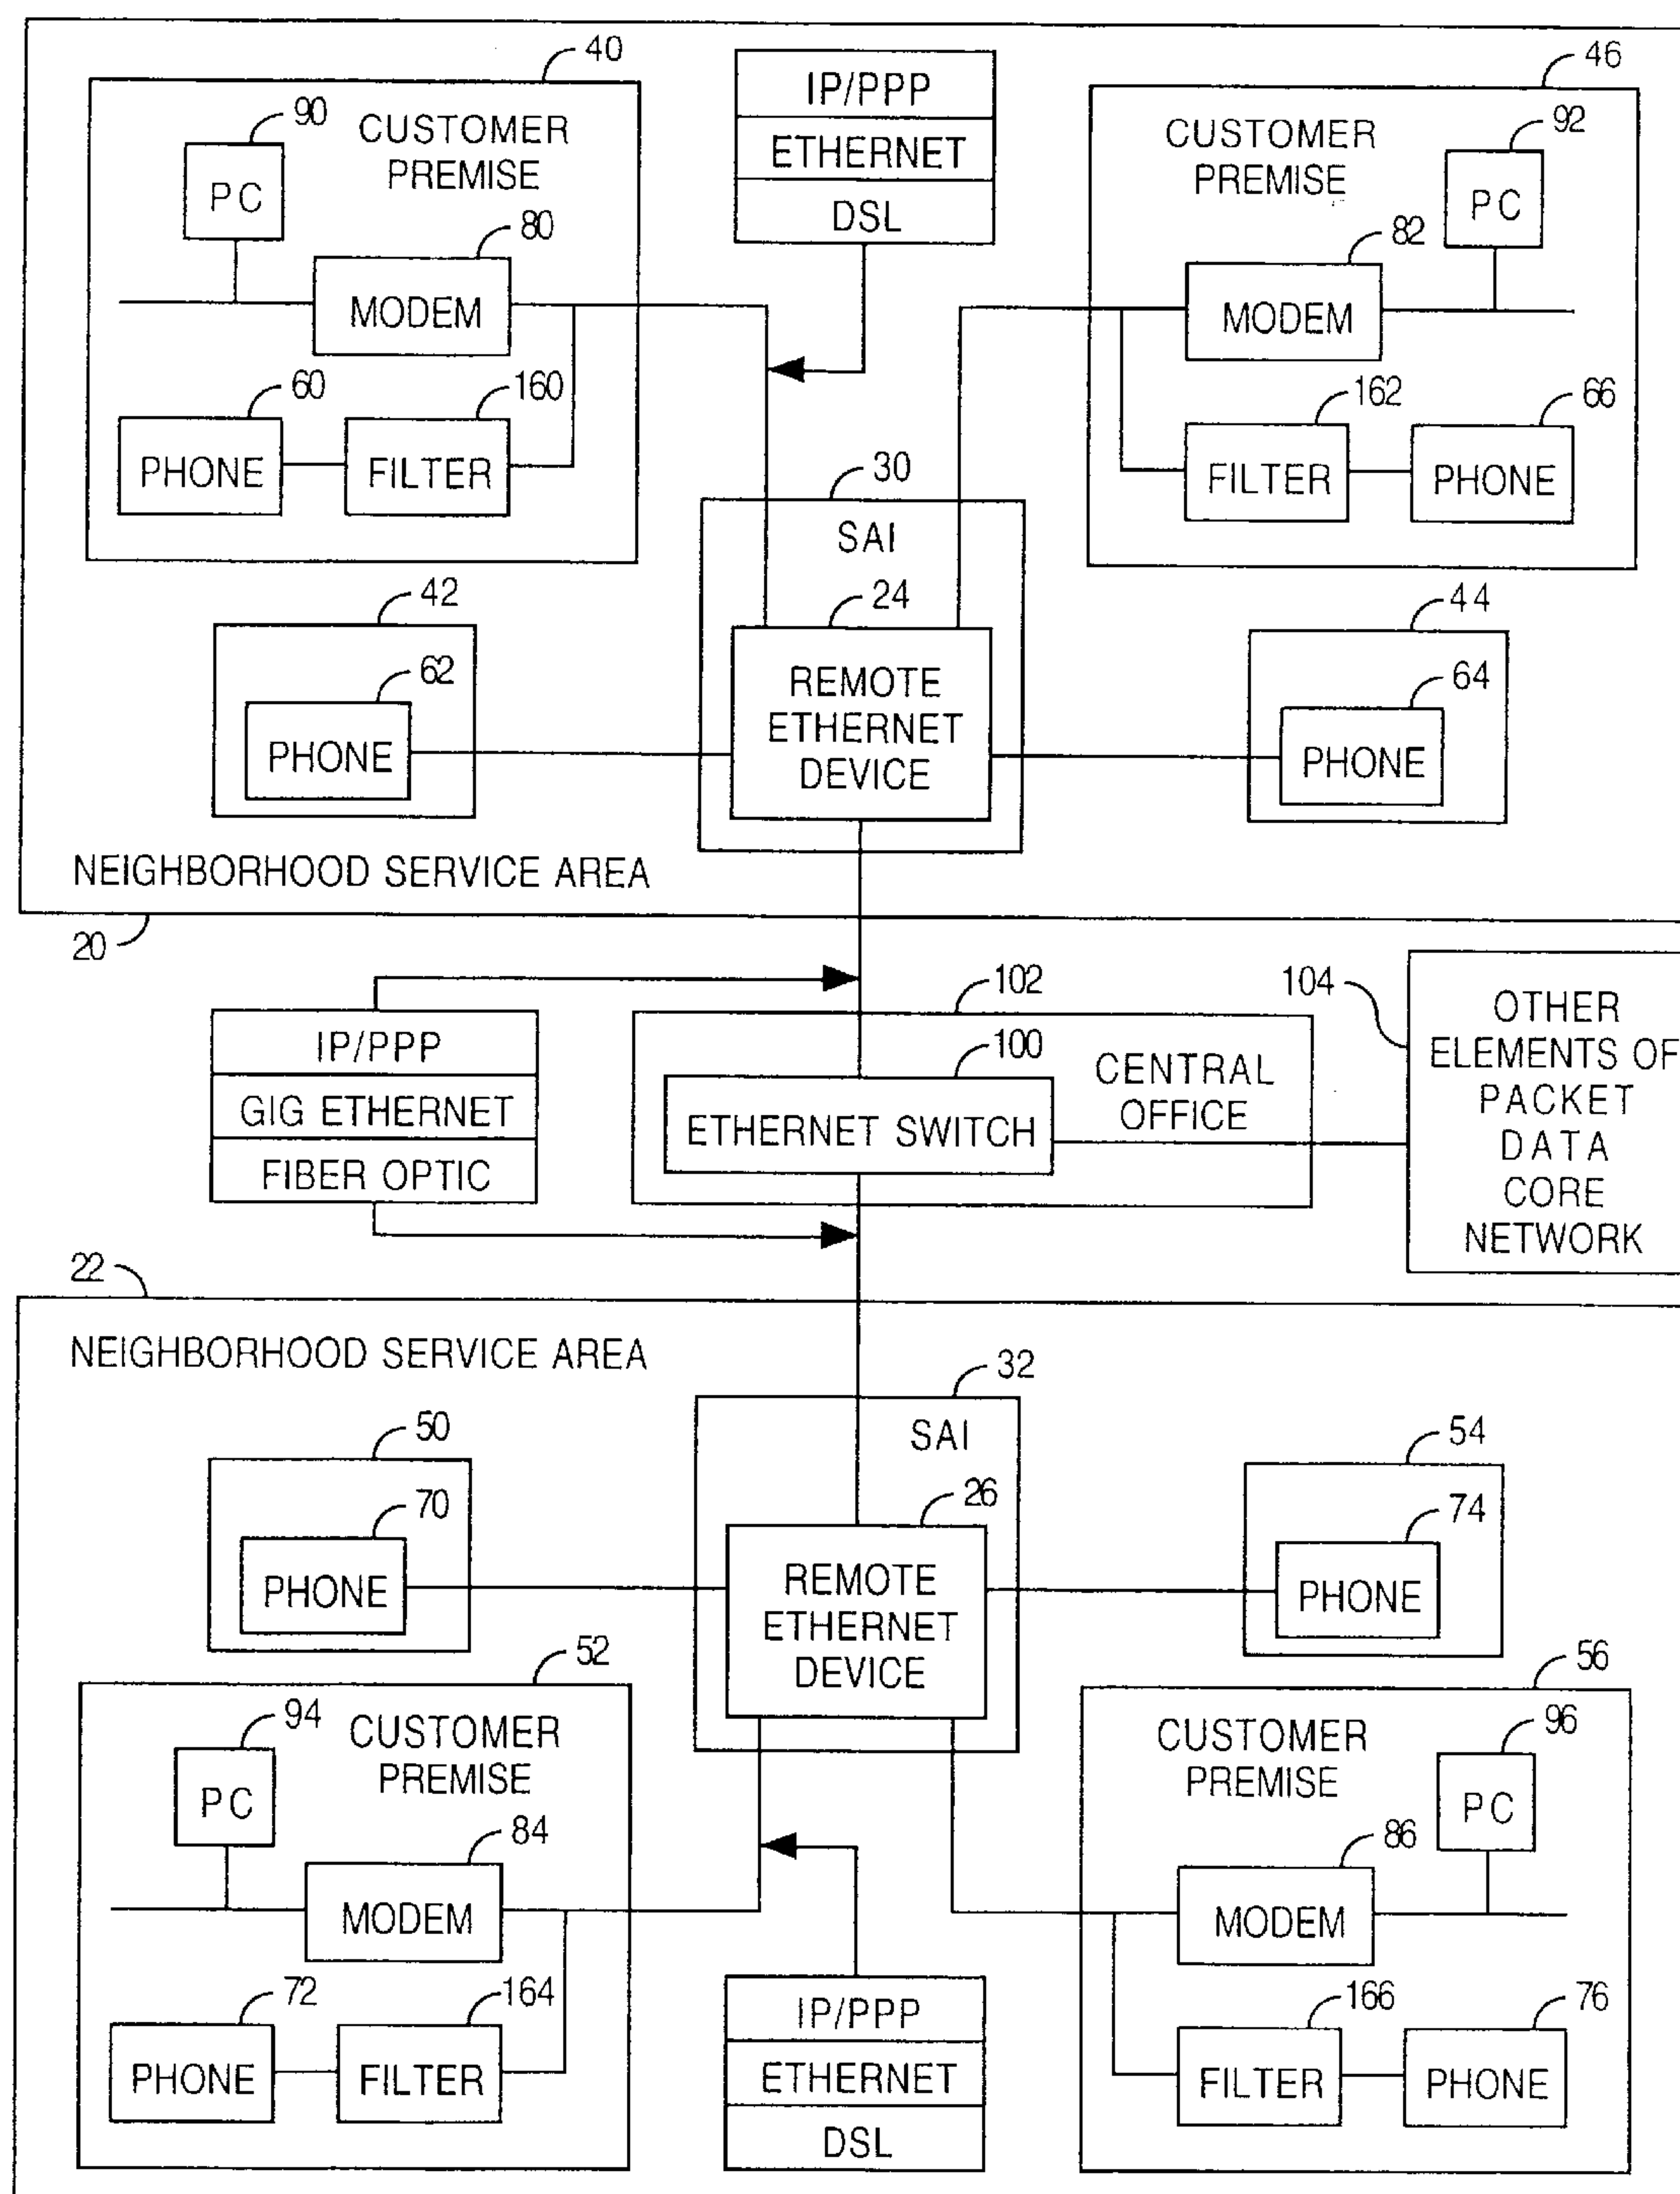 40
46
IP/PPP
ETHERNET
DSL
90
CUSTOMER
PREMISE
PC
80
MODEM
60
160
PHONE
FILTER
CUSTOMER
PREMISE
92
PC
82
MODEM
162
66
FILTER
PHONE
30
SAI
24
REMOTE
ETHERNET
DEVICE
42
62
PHONE
44
64
PHONE
NEIGHBORHOOD SERVICE AREA
20
102
104
IP/PPP
GIG ETHERNET
FIBER OPTIC
100
ETHERNET SWITCH
CENTRAL
OFFICE
OTHER
ELEMENTS OF
PACKET
DATA
CORE
NETWORK
22
NEIGHBORHOOD SERVICE AREA
32
SAI
26
REMOTE
ETHERNET
DEVICE
50
70
PHONE
54
74
PHONE
52
94
CUSTOMER
PREMISE
PC
84
MODEM
72
164
PHONE
FILTER
56
CUSTOMER
PREMISE
96
PC
86
MODEM
166
76
FILTER
PHONE
IP/PPP
ETHERNET
DSL